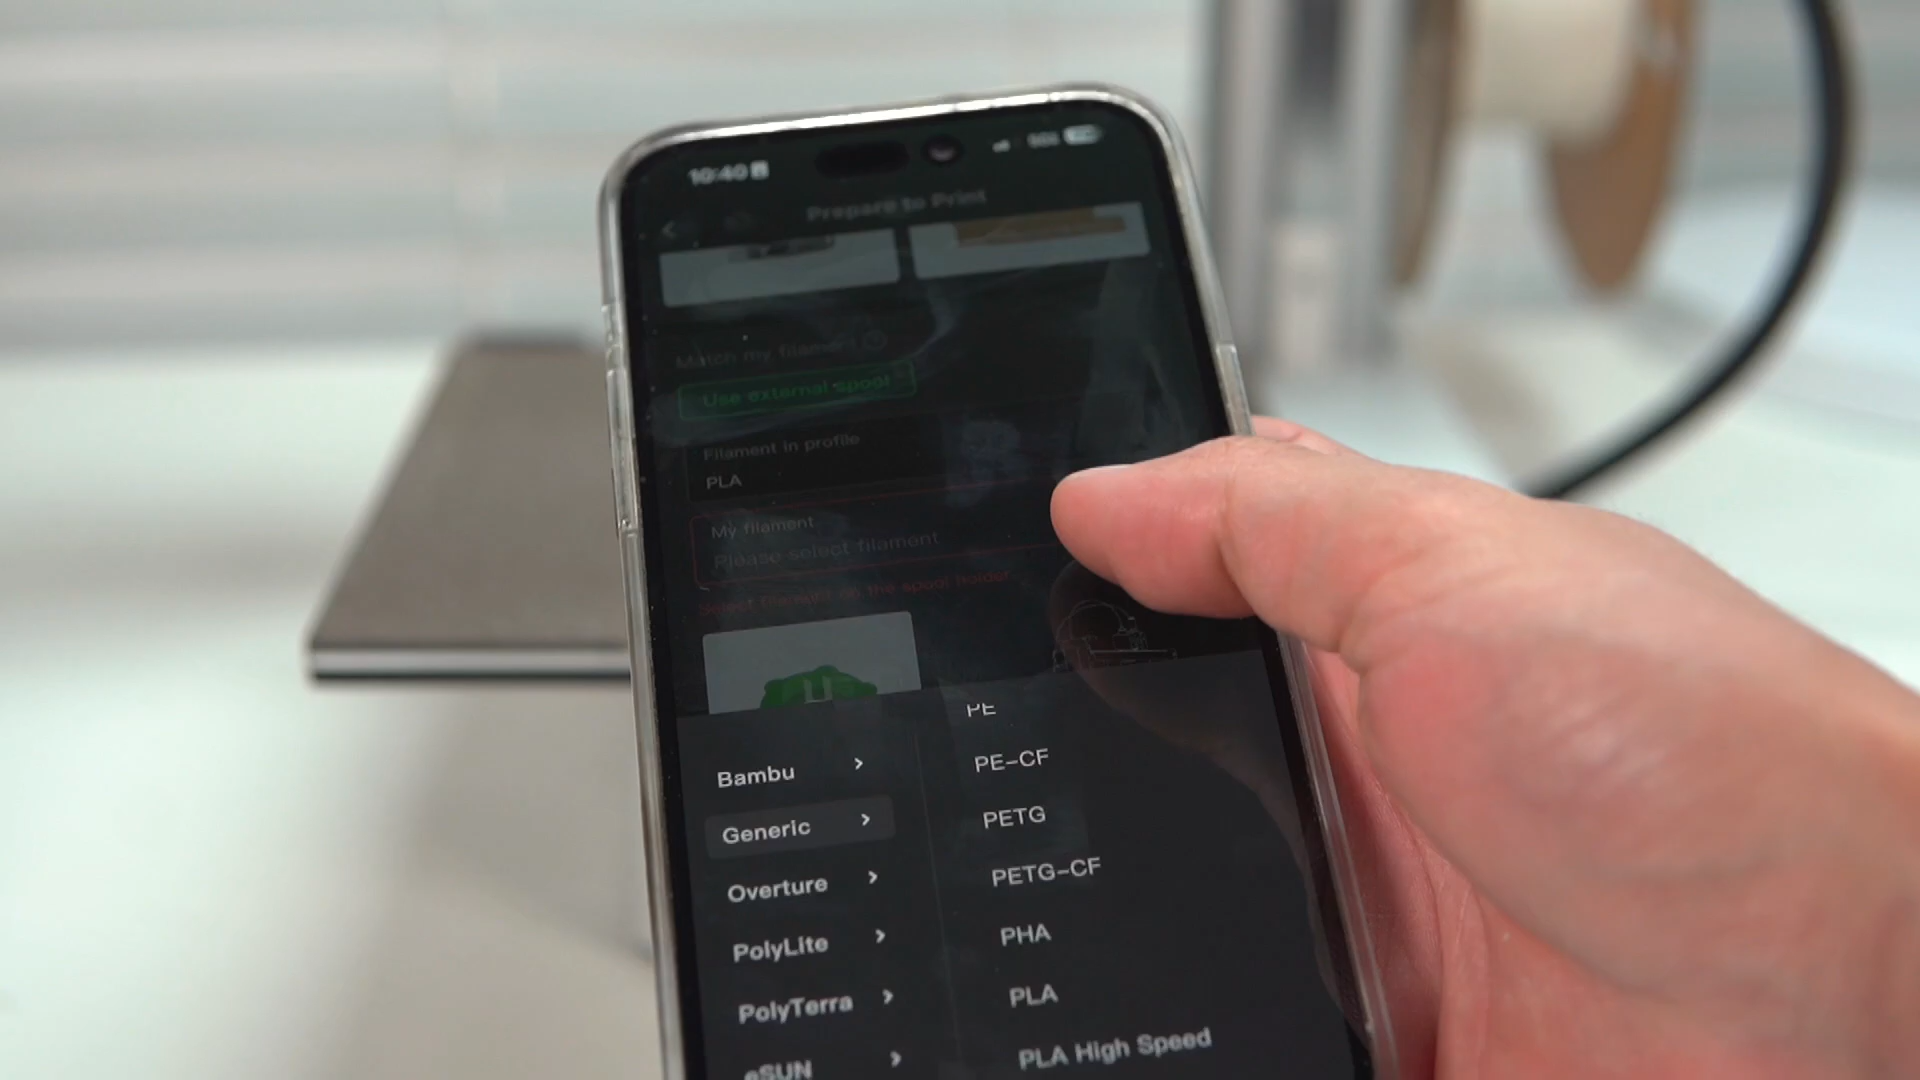 10:40
Prepare to Print
Match my filament
Use external spool
Filament in profile
PLA
My filament
Please select filament
Select filament on the spool holder
Bambu
Generic
Overture
PolyLite
PolyTerra
eSUN
PE
PE-CF
PETG
PETG-CF
PHA
PLA
PLA High Speed